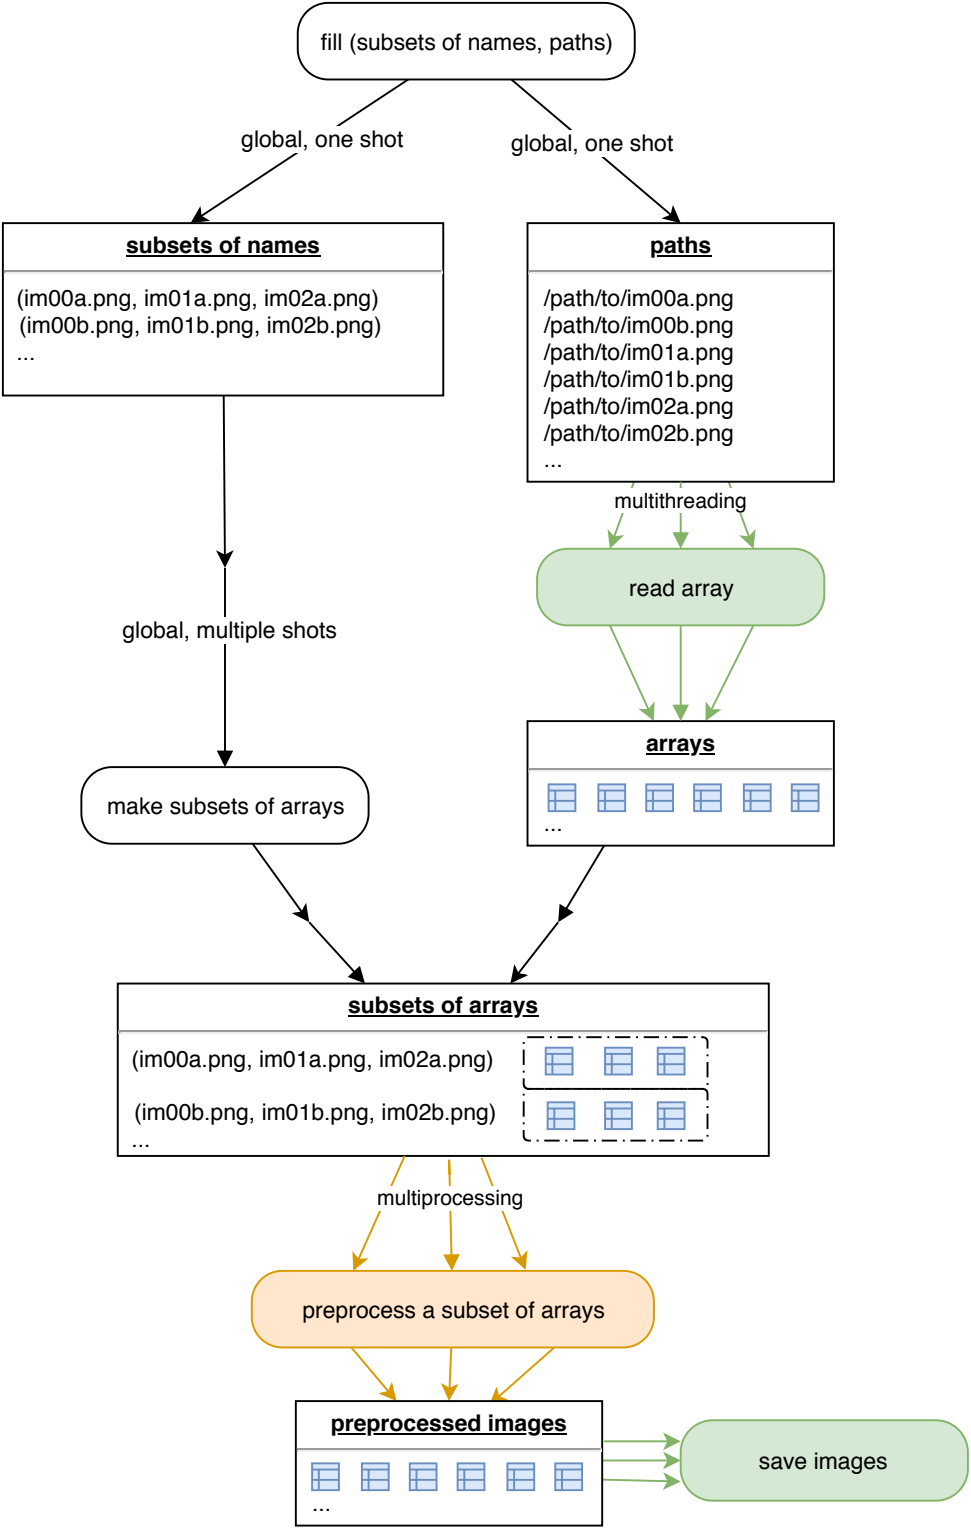 fill (subsets of names, paths)
global, one shot
global, one shot
subsets of names
(im00a.png, im01a.png, im02a.png)
(im00b.png, im01b.png, im02b.png)
...
paths
/path/to/im00a.png
/path/to/im00b.png
/path/to/im01a.png
/path/to/im01b.png
/path/to/im02a.png
/path/to/im02b.png
...
multithreading
read array
global, multiple shots
arrays
...
make subsets of arrays
subsets of arrays
(im00a.png, im01a.png, im02a.png)
(im00b.png, im01b.png, im02b.png)
...
multiprocessing
preprocess a subset of arrays
preprocessed images
...
save images